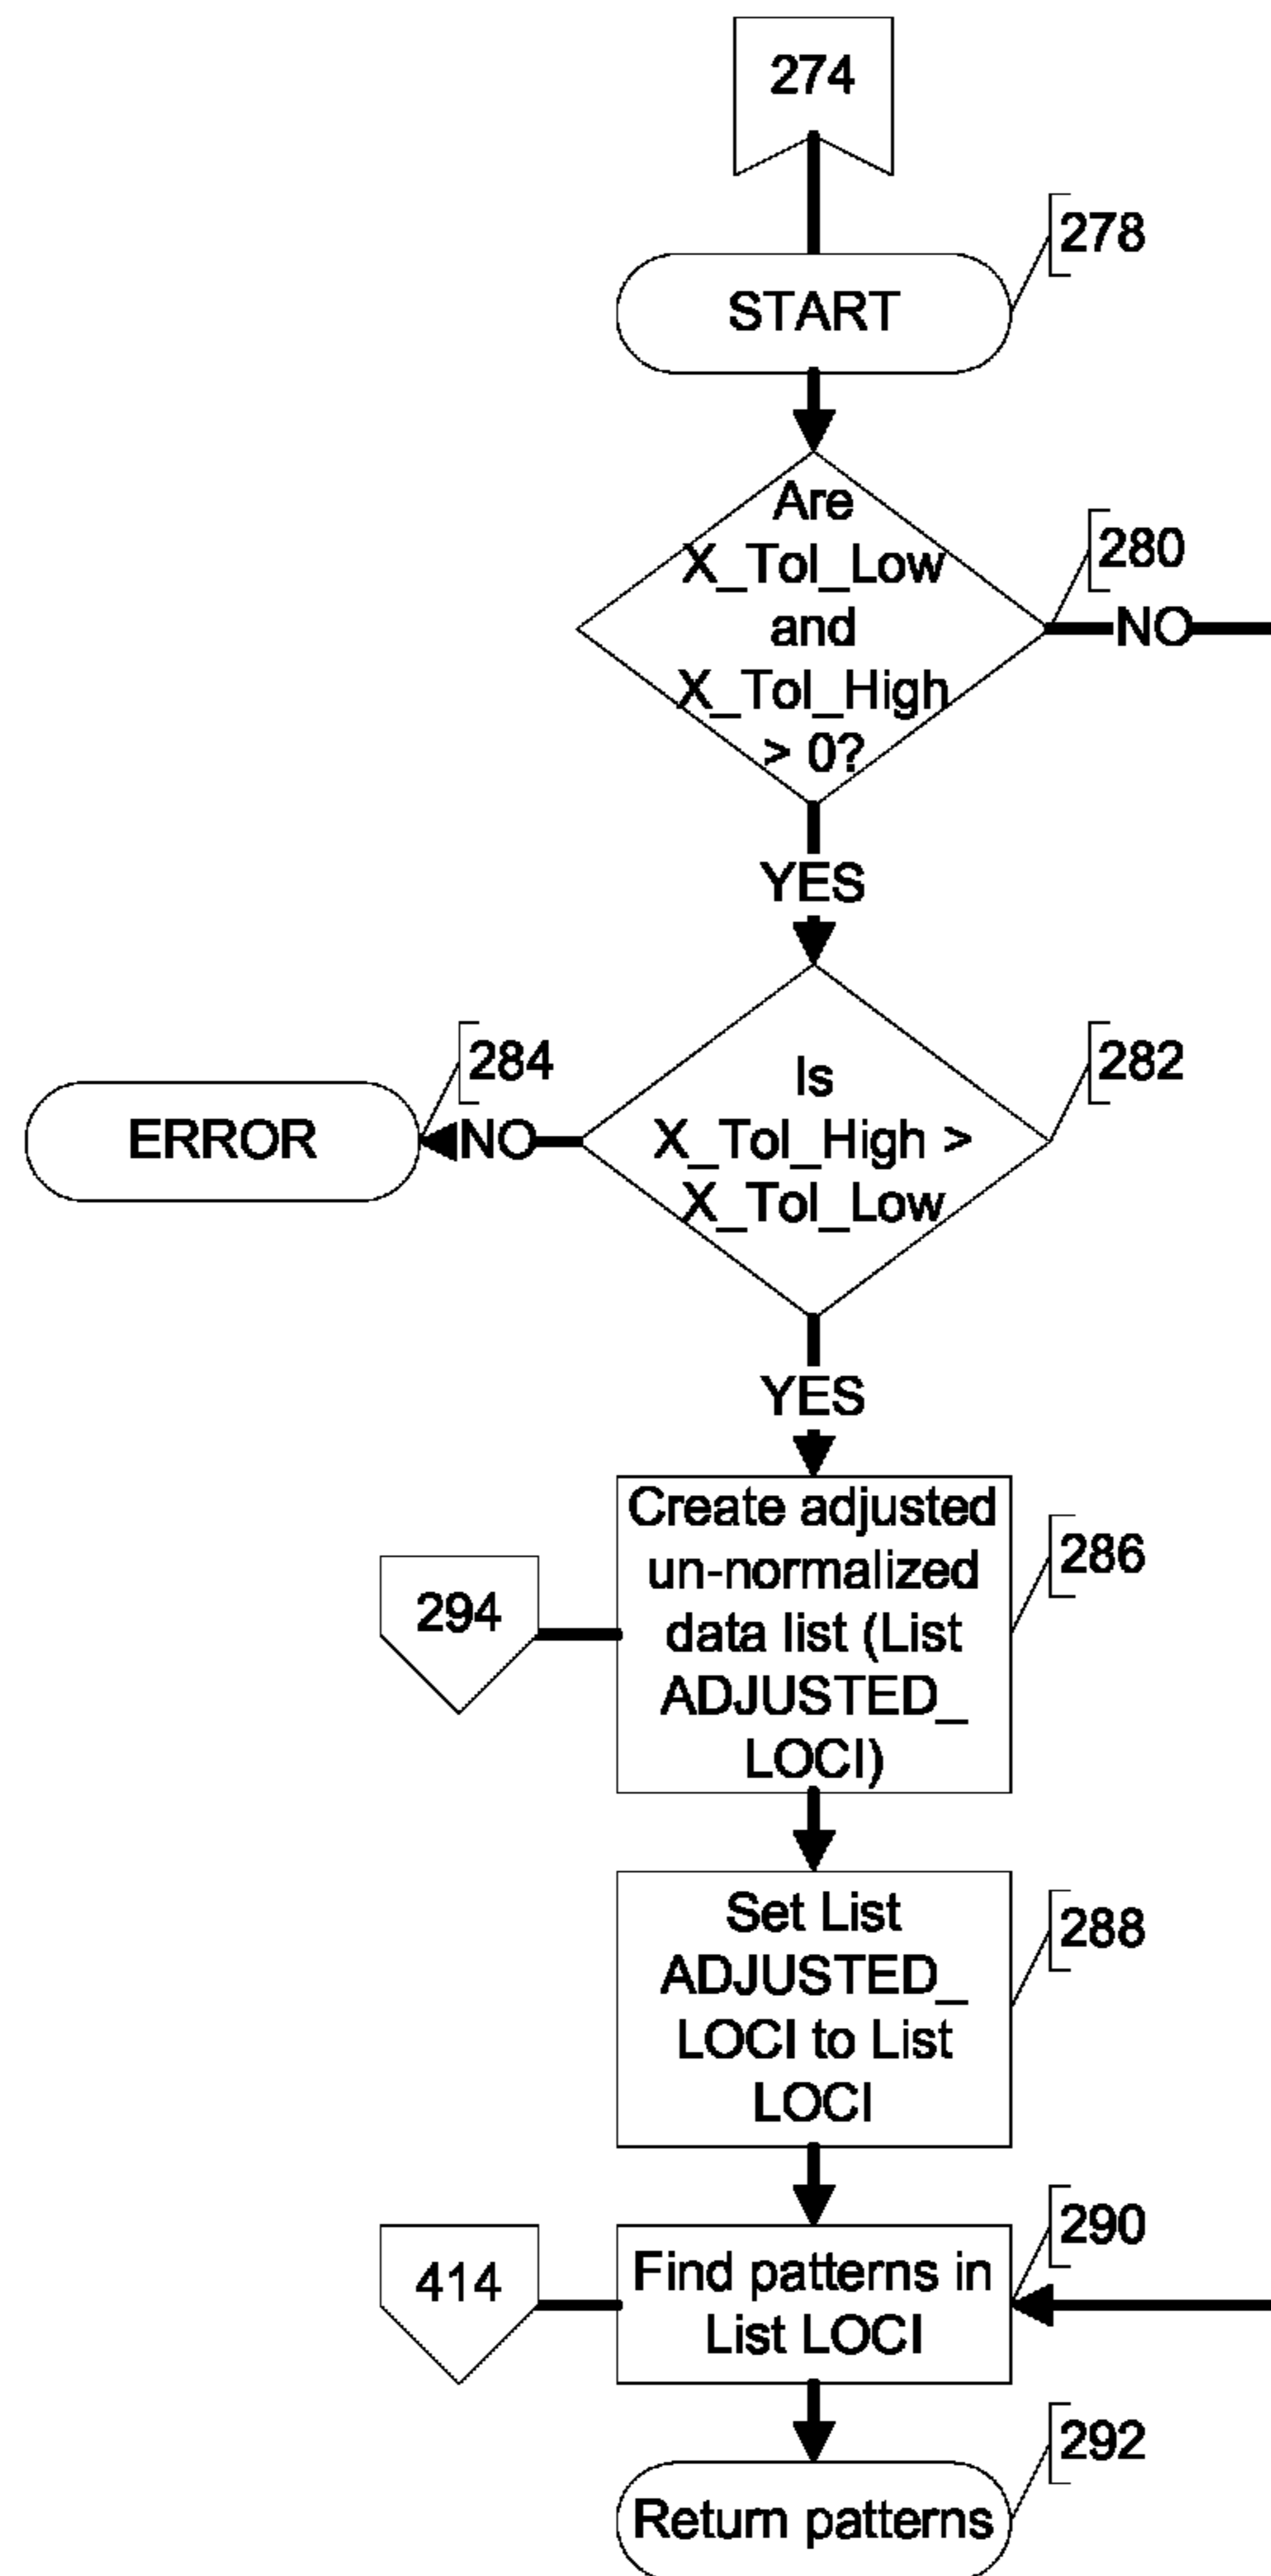 274
278
START
Are
X_Tol_Low
and
X_Tol_High
> 0?
280
NO
YES
284
ERROR
NO
Is
X_Tol_High >
X_Tol_Low
282
YES
Create adjusted
un-normalized
data list (List
ADJUSTED_
LOCI)
286
294
Set List
ADJUSTED_
LOCI to List
LOCI
288
290
414
Find patterns in
List LOCI
292
Return patterns